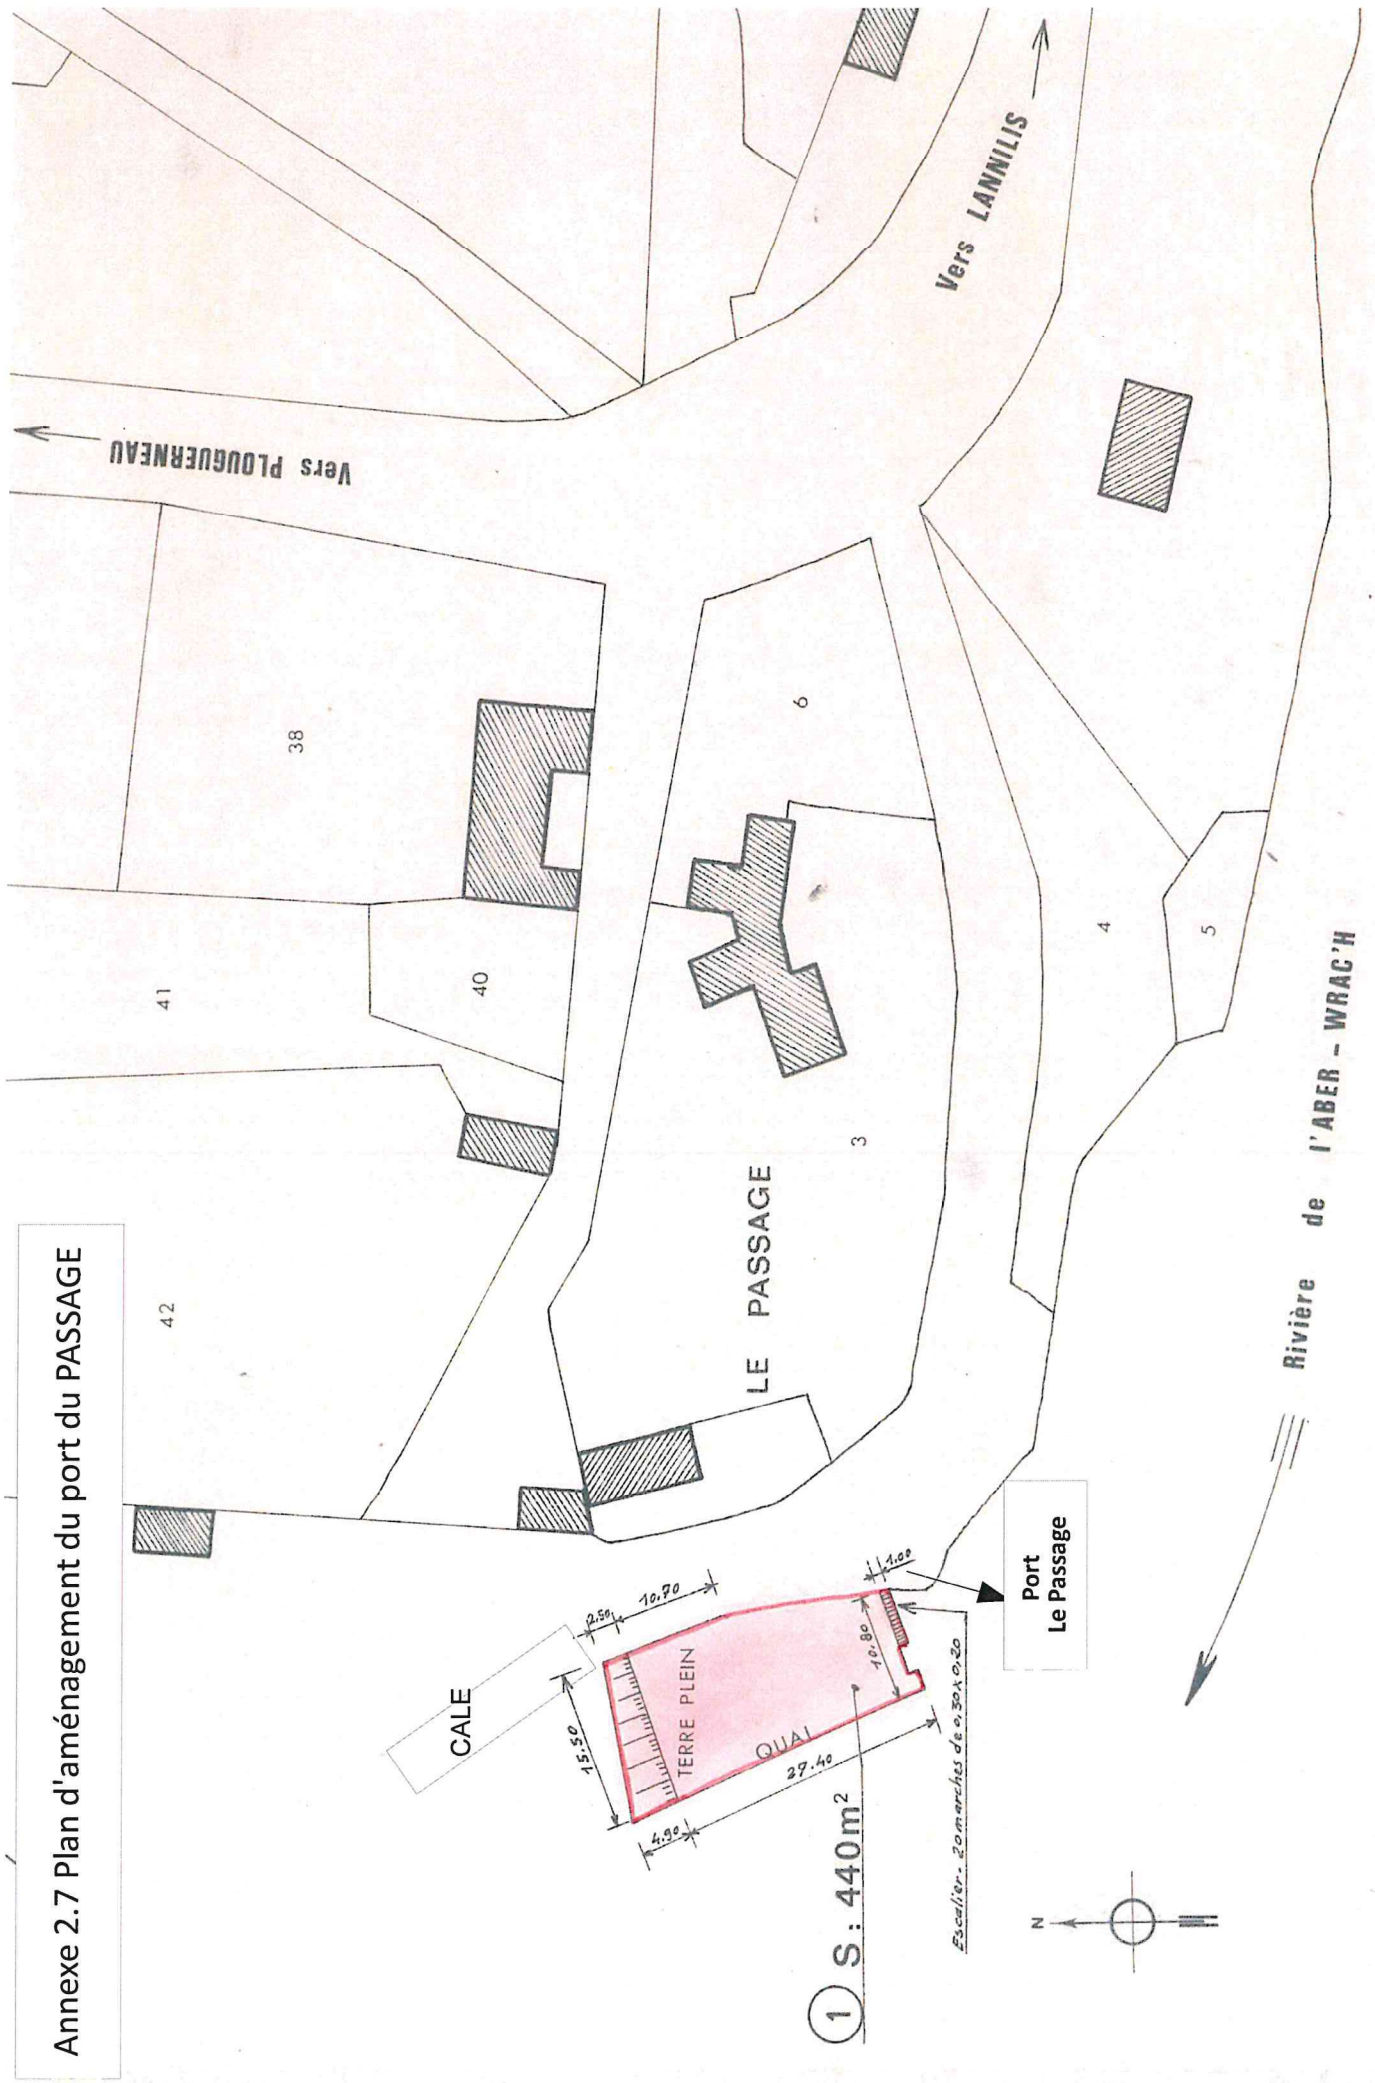 Annexe 2.7 Plan d'aménagement du port du PASSAGE
42
41
40
38
Vers PLOUGUERNEAU
Vers LANNILIS
6
3
4
5
LE PASSAGE
CALE
15.50
2.50
10.70
1.00
TERRE PLEIN
QUAI
10.80
4.90
27.40
1 S : 440m²
Escalier - 20 marches de 0,50 x 0,20
Port
Le Passage
N
Rivière de l'ABER - WRAC'H